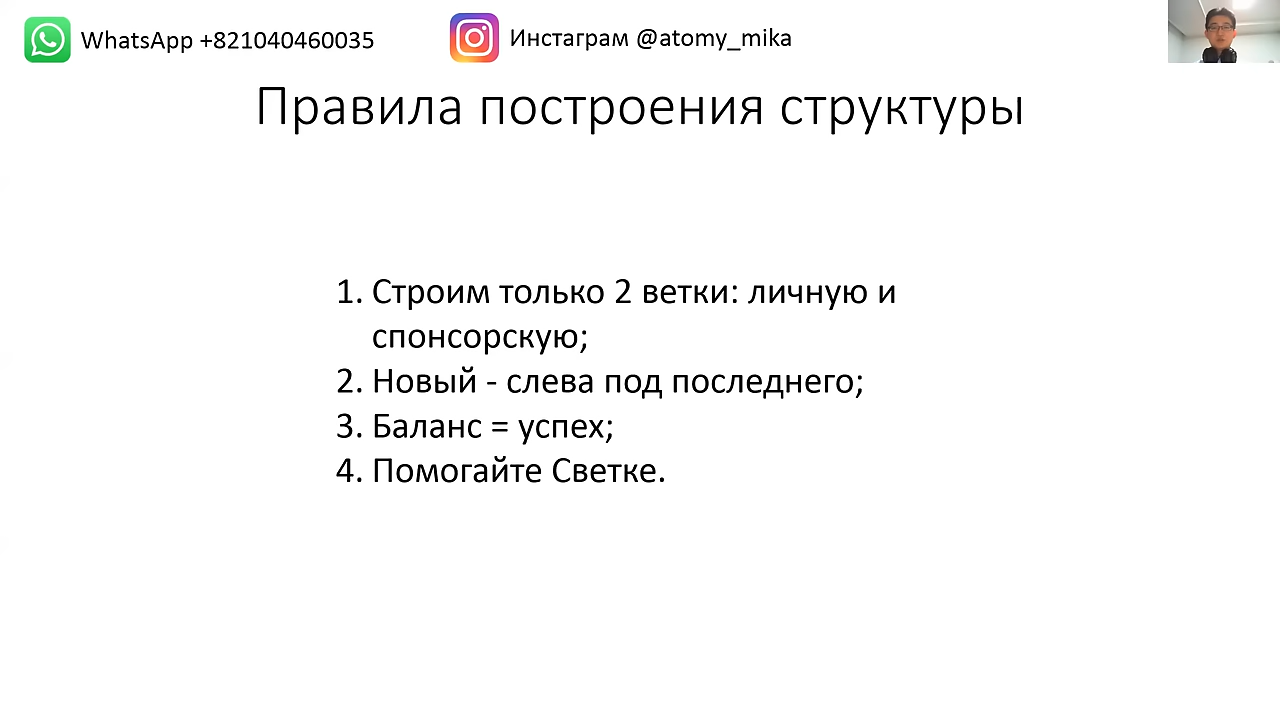 WhatsApp +821040460035
Инстаграм @atomy_mika
Правила построения структуры
1. Строим только 2 ветки: личную и
спонсорскую;
2. Новый - слева под последнего;
3. Баланс = успех;
4. Помогайте Светке.